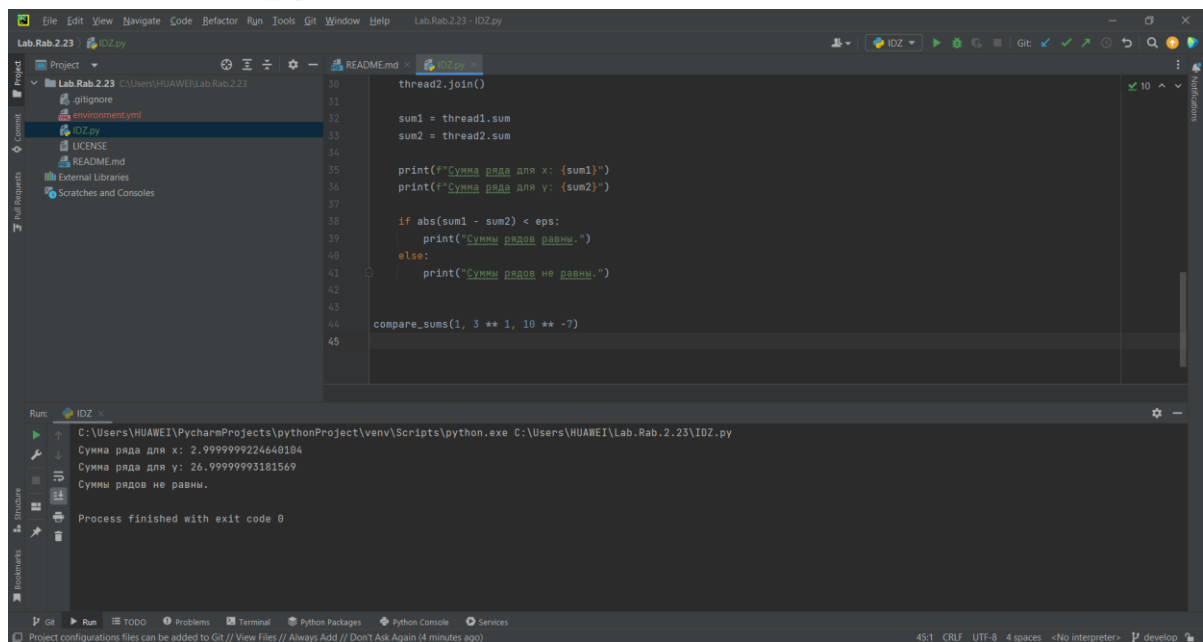 File Edit View Navigate Code Refactor Run Tools Git Window Help Lab.Rab.2.23 - IDZ.py
Lab.Rab.2.23 IDZ.py IDZ Git:
Project README.md IDZ.py
Lab.Rab.2.23 C:\Users\HUAWEI\Lab.Rab.2.23
.gitignore
environment.yml
IDZ.py
LICENSE
README.md
External Libraries
Scratches and Consoles
Project
Commit
Pull Requests
Notifications
10
30 thread2.join()
31
32 sum1 = thread1.sum
33 sum2 = thread2.sum
34
35 print(f"Сумма ряда для x: {sum1}")
36 print(f"Сумма ряда для y: {sum2}")
37
38 if abs(sum1 - sum2) < eps:
39 print("Суммы рядов равны.")
40 else:
41 print("Суммы рядов не равны.")
42
43
44 compare_sums(1, 3 ** 1, 10 ** -7)
45
Run: IDZ
C:\Users\HUAWEI\PycharmProjects\pythonProject\venv\Scripts\python.exe C:\Users\HUAWEI\Lab.Rab.2.23\IDZ.py
Сумма ряда для x: 2.9999999224640104
Сумма ряда для y: 26.99999993181569
Суммы рядов не равны.
Process finished with exit code 0
Structure
Bookmarks
Git Run TODO Problems Terminal Python Packages Python Console Services
Project configurations files can be added to Git // View Files // Always Add // Don't Ask Again (4 minutes ago) 45:1 CRLF UTF-8 4 spaces <No interpreter> develop